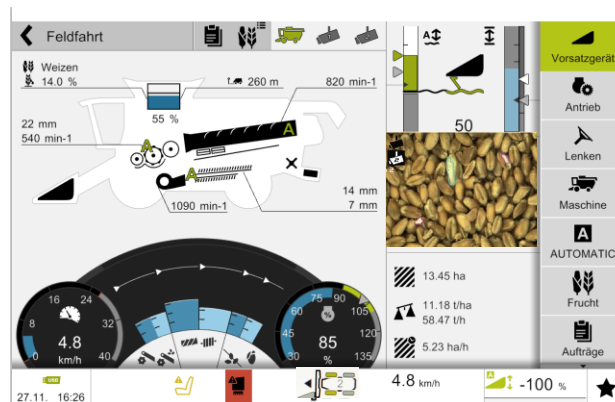 Feldfahrt
Vorsatzgerät
Weizen
14.0 %
260 m
820 min-1
A
55 %
22 mm
540 min-1
A
A
A
50
Antrieb
Lenken
14 mm
7 mm
1090 min-1
Maschine
A
AUTOMATIC
13.45 ha
11.18 t/ha
58.47 t/h
5.23 ha/h
Frucht
Aufträge
0 8 16 24 32 40
4.8
km/h
30 45 60 75 90 105 120 135
%
85
%
USB
27.11. 16:26
2
4.8 km/h
A
-100 %